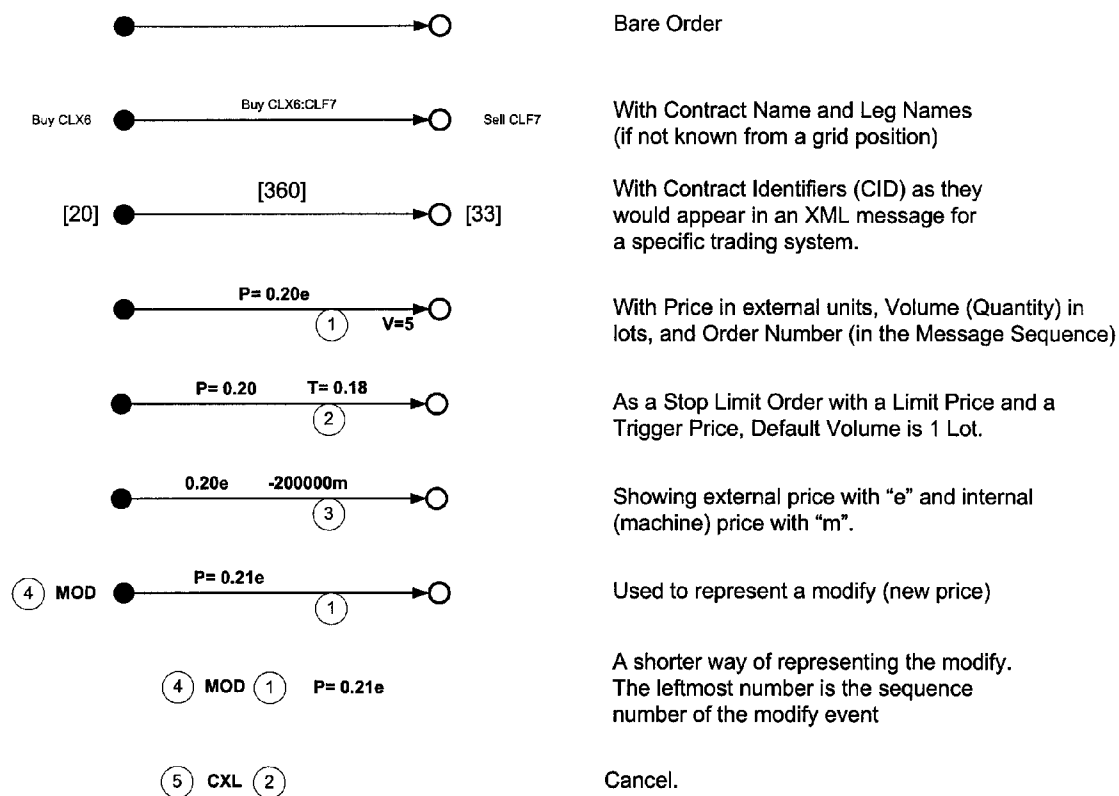 Bare Order
Buy CLX6
Buy CLX6:CLF7
Sell CLF7
With Contract Name and Leg Names
(if not known from a grid position)
[20]
[360]
[33]
With Contract Identifiers (CID) as they
would appear in an XML message for
a specific trading system.
P= 0.20e
1
V=5
With Price in external units, Volume (Quantity) in
lots, and Order Number (in the Message Sequence)
P= 0.20 T= 0.18
2
As a Stop Limit Order with a Limit Price and a
Trigger Price, Default Volume is 1 Lot.
0.20e -200000m
3
Showing external price with “e” and internal
(machine) price with “m”.
4 MOD
P= 0.21e
1
Used to represent a modify (new price)
4 MOD 1 P= 0.21e
A shorter way of representing the modify.
The leftmost number is the sequence
number of the modify event
5 CXL 2
Cancel.